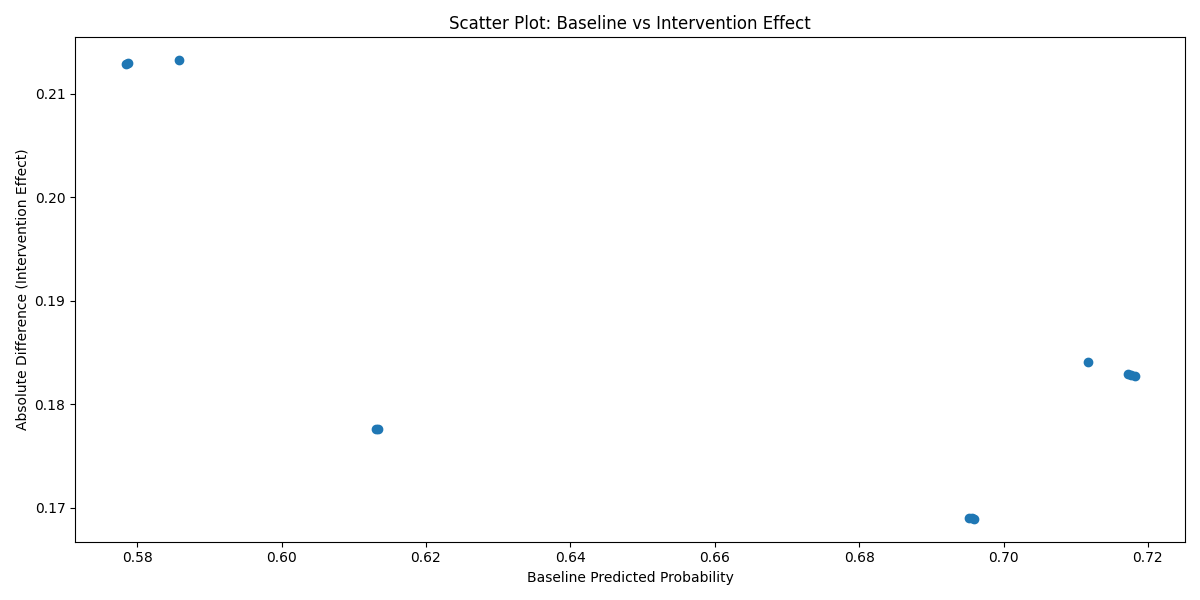 Scatter Plot: Baseline vs Intervention Effect
Absolute Difference (Intervention Effect)
0.21
0.20
0.19
0.18
0.17
0.58 0.60 0.62 0.64 0.66 0.68 0.70 0.72
Baseline Predicted Probability